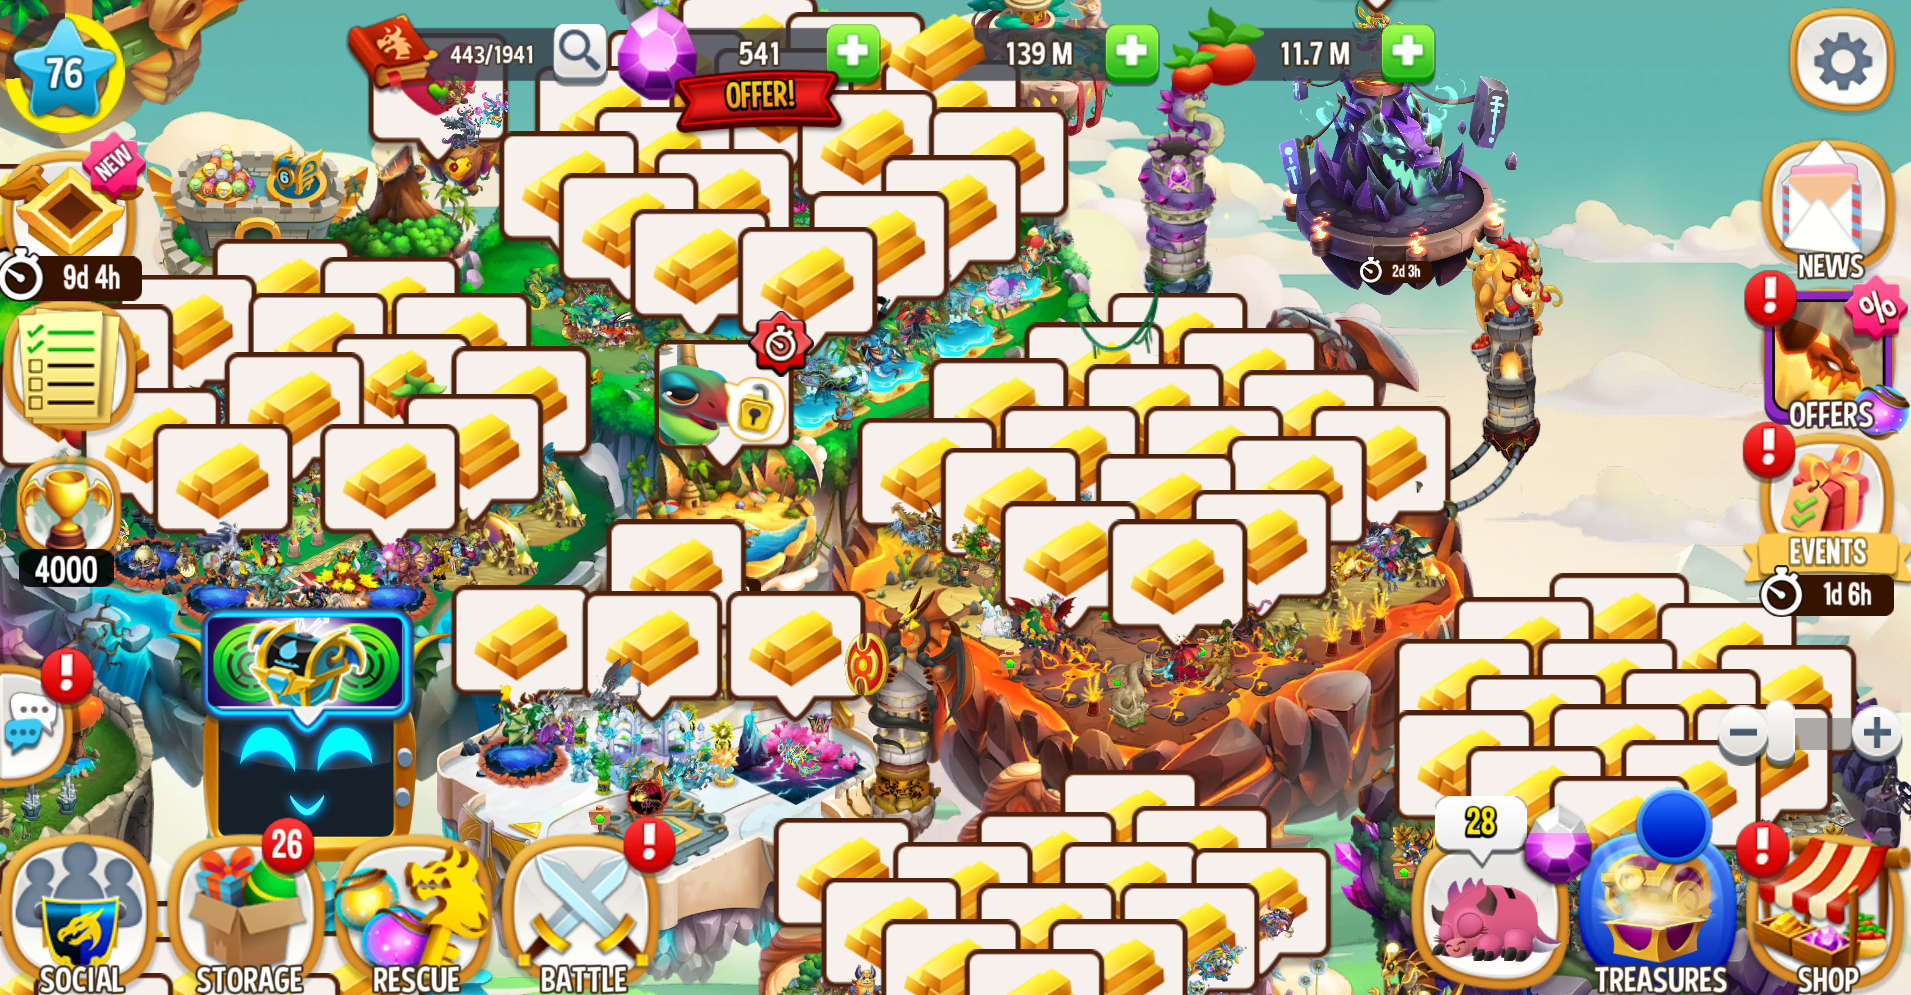 76
443/1941
541
139 M
11.7 M
OFFER!
NEW
9d 4h
6
2d 3h
NEWS
%
OFFERS
EVENTS
1d 6h
4000
26
28
SOCIAL
STORAGE
RESCUE
BATTLE
TREASURES
SHOP